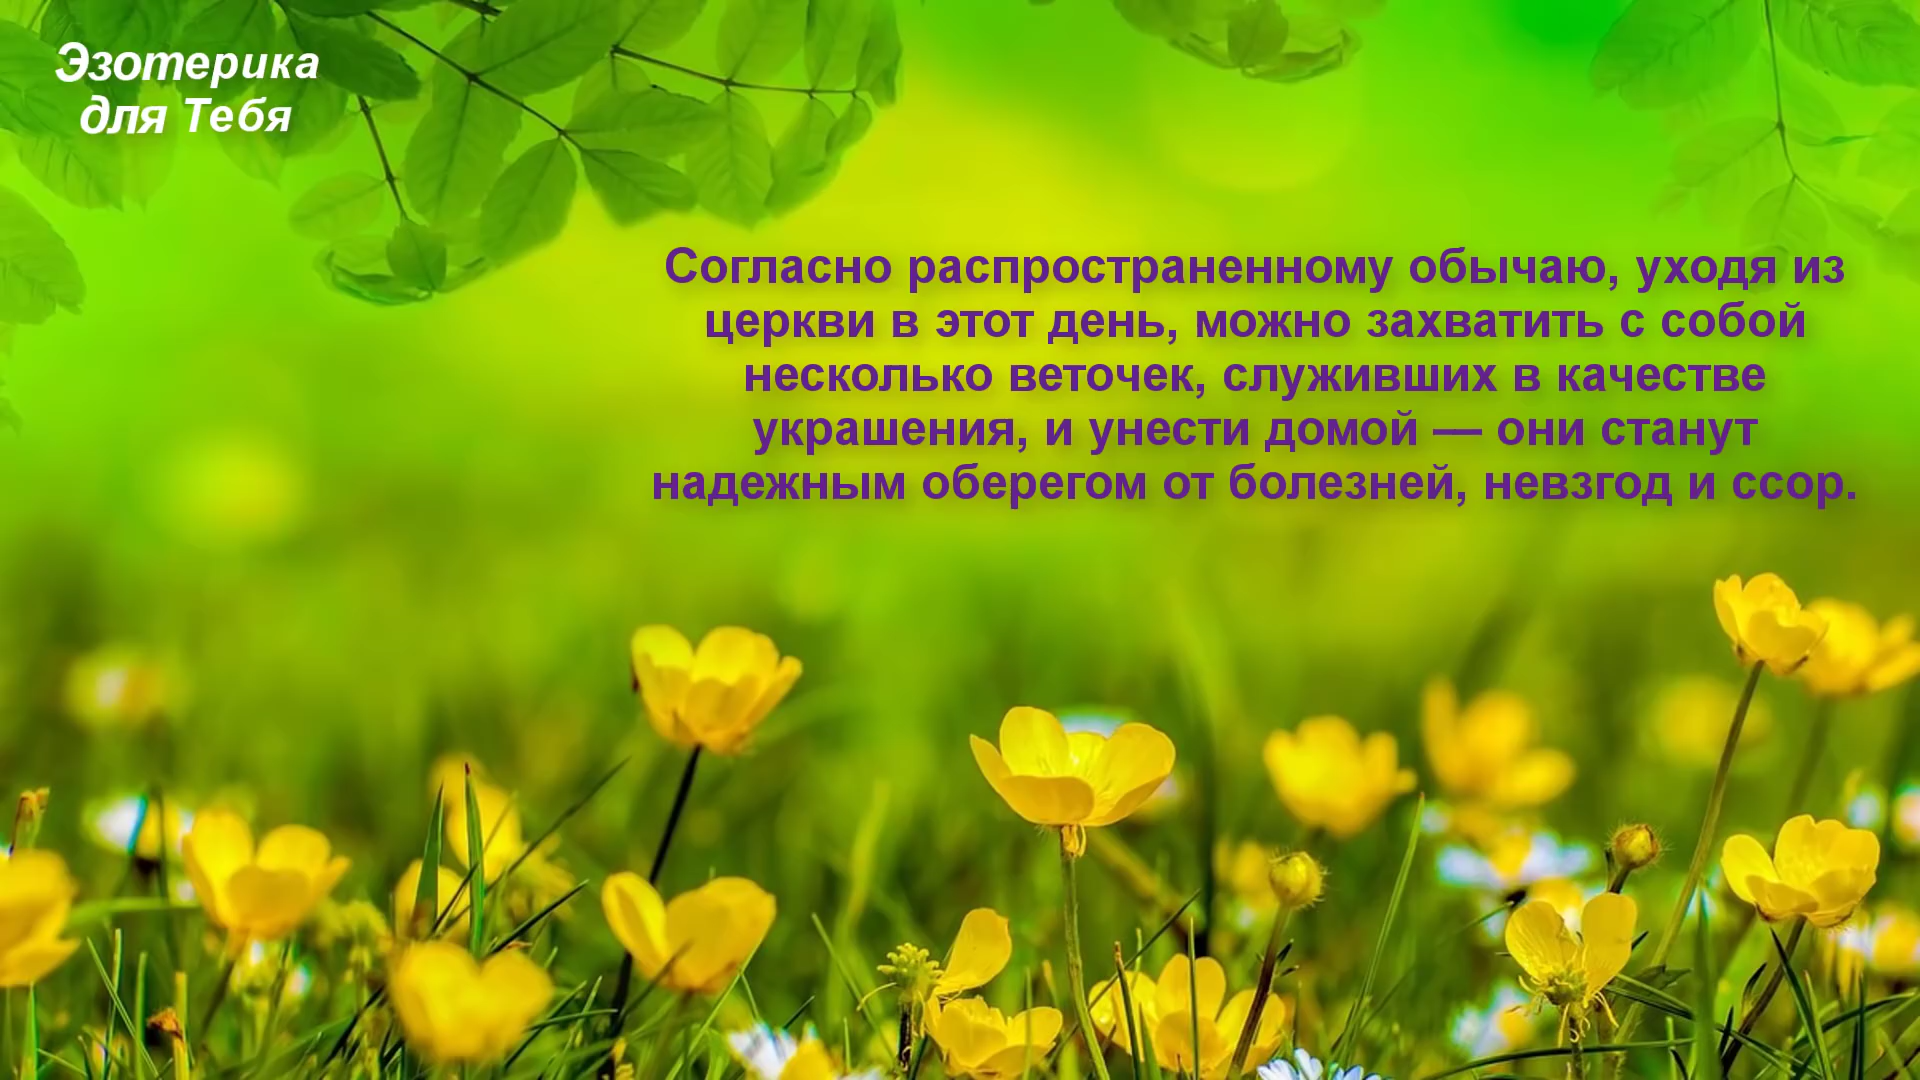 Эзотерика
для Тебя
Согласно распространенному обычаю, уходя из
церкви в этот день, можно захватить с собой
несколько веточек, служивших в качестве
украшения, и унести домой — они станут
надежным оберегом от болезней, невзгод и ссор.